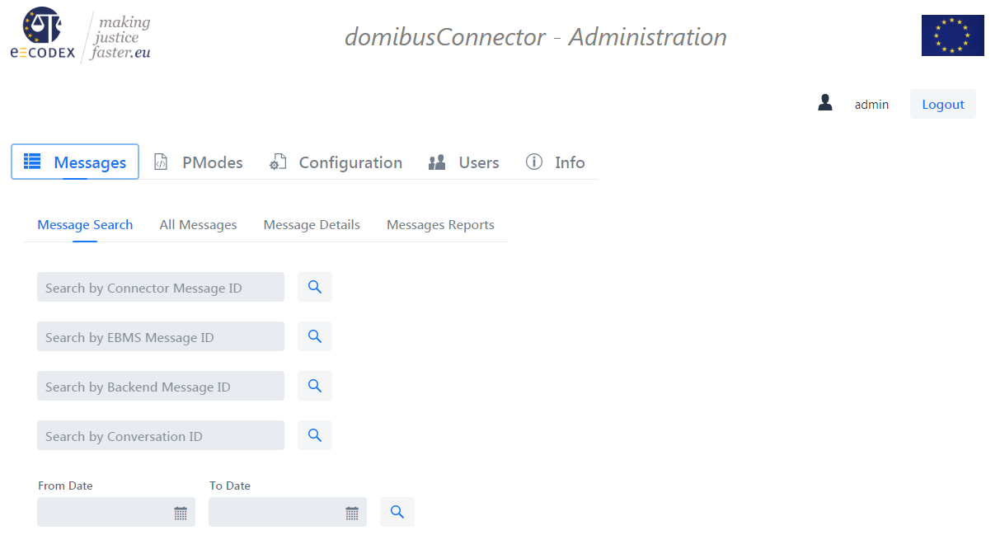 making
justice
faster.eu
e-CODEX
domibusConnector - Administration
admin
Logout
Messages
PModes
Configuration
Users
Info
Message Search
All Messages
Message Details
Messages Reports
Search by Connector Message ID
Search by EBMS Message ID
Search by Backend Message ID
Search by Conversation ID
From Date
To Date